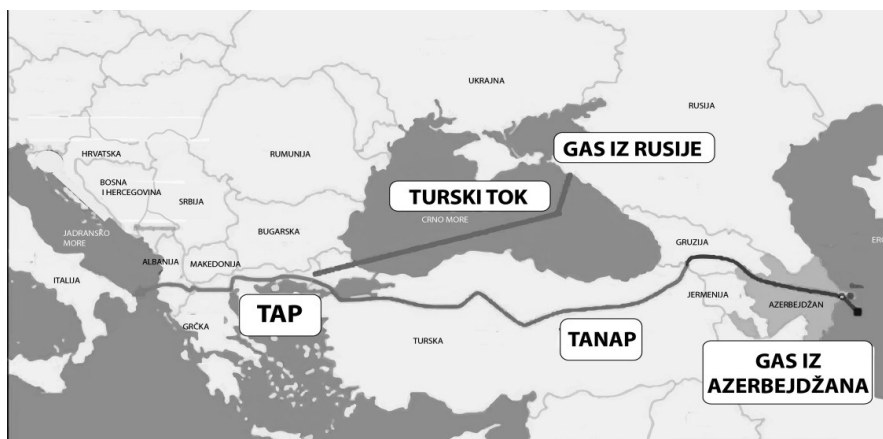 UKRAJNA
RUSIJA
HRVATSKA
RUMUNIJA
GAS IZ RUSIJE
BOSNA
I HERCEGOVINA
SRBIJA
TURSKI TOK
CRNO MORE
JADRANSKO
MORE
BUGARSKA
GRUZIJA
ALBANIJA
MAKEDONIJA
ITALIJA
JERMENIJA
AZERBEJDŽAN
TAP
GRČKA
TURSKA
TANAP
GAS IZ
AZERBEJDŽANA